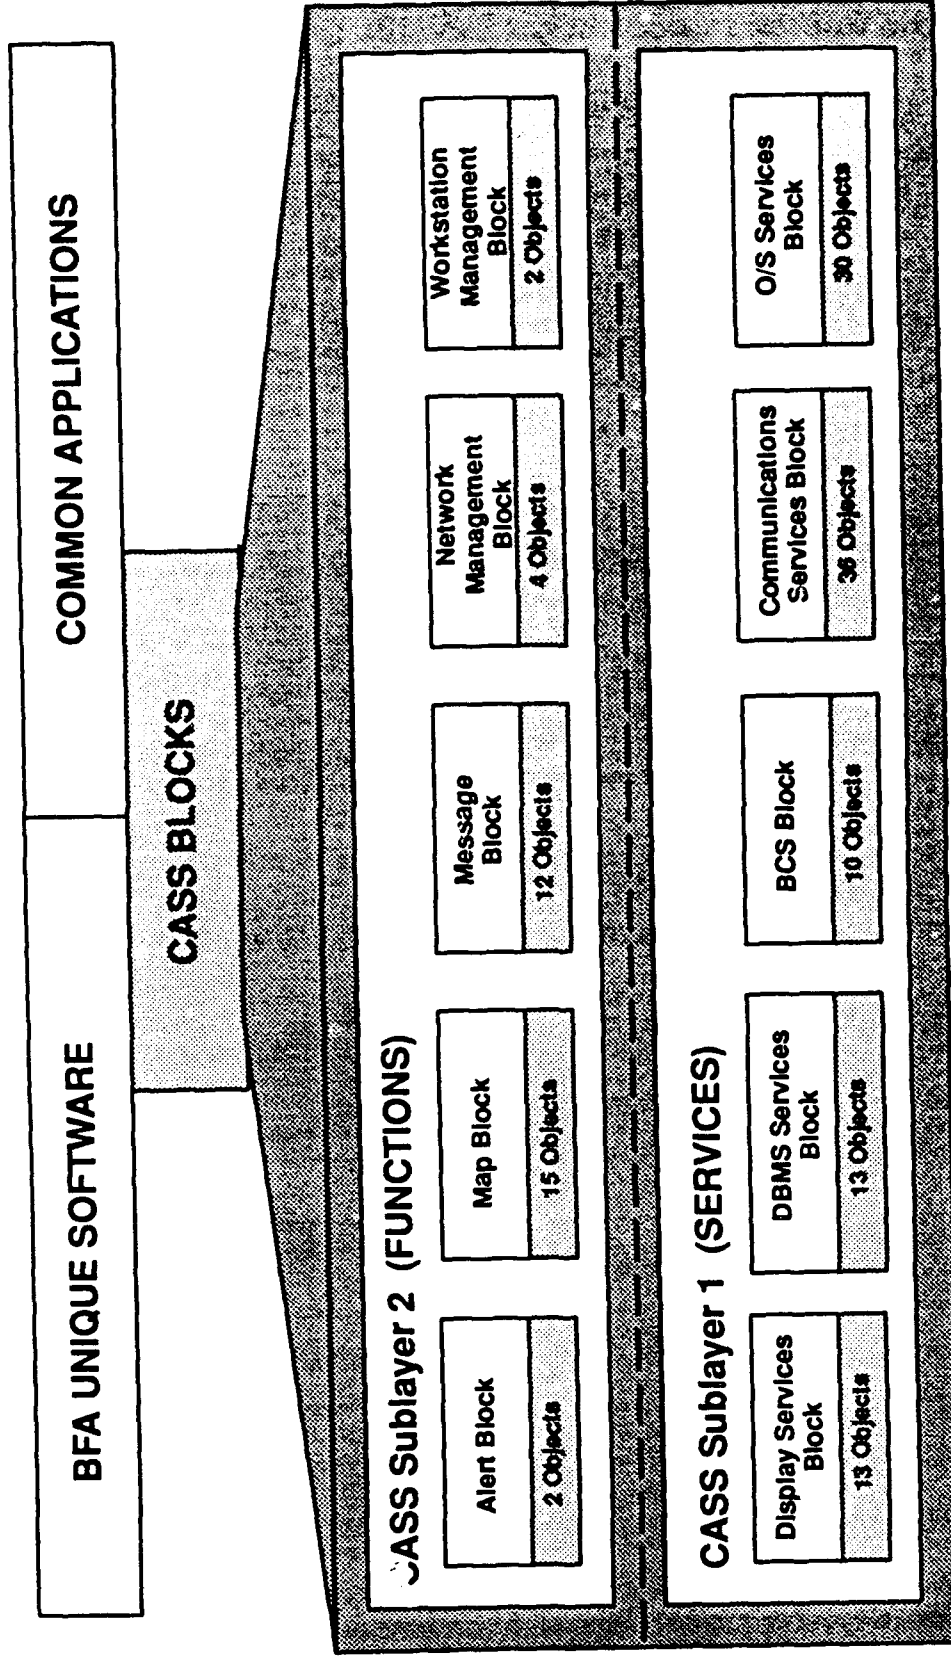 BFA UNIQUE SOFTWARE
COMMON APPLICATIONS
CASS BLOCKS
CASS Sublayer 2 (FUNCTIONS)
Alert Block
2 Objects
Map Block
15 Objects
Message
Block
12 Objects
Network
Management
Block
4 Objects
Workstation
Management
Block
2 Objects
CASS Sublayer 1 (SERVICES)
Display Services
Block
13 Objects
DBMS Services
Block
13 Objects
BCS Block
10 Objects
Communications
Services Block
36 Objects
O/S Services
Block
30 Objects